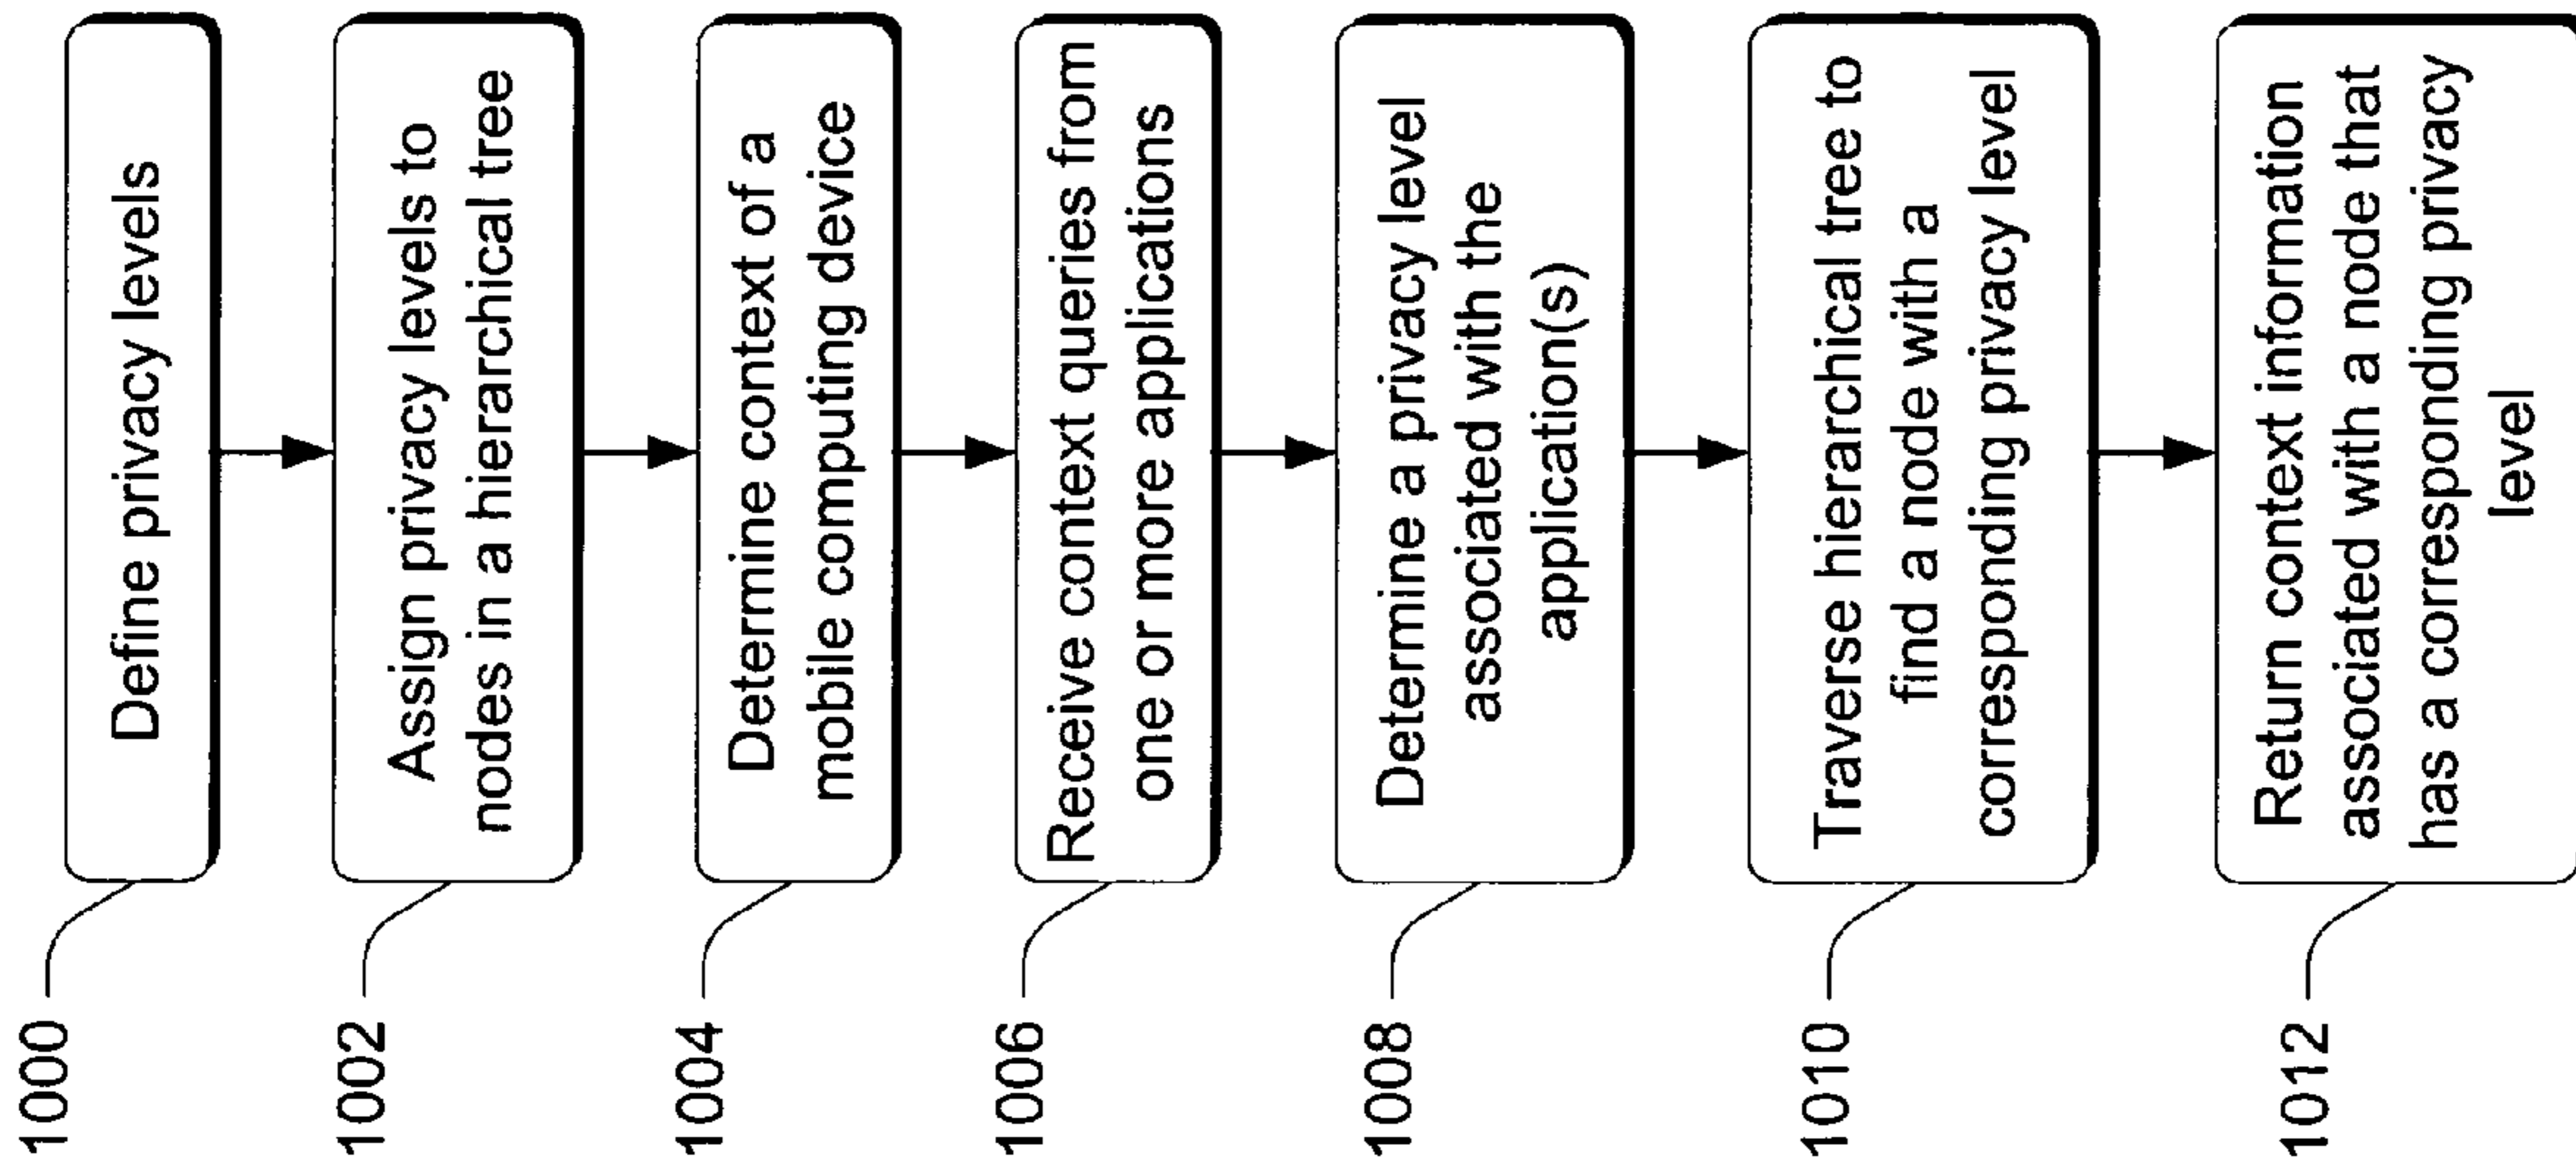 1000
Define privacy levels
1002
Assign privacy levels to
nodes in a hierarchical tree
1004
Determine context of a
mobile computing device
1006
Receive context queries from
one or more applications
1008
Determine a privacy level
associated with the
application(s)
1010
Traverse hierarchical tree to
find a node with a
corresponding privacy level
1012
Return context information
associated with a node that
has a corresponding privacy
level